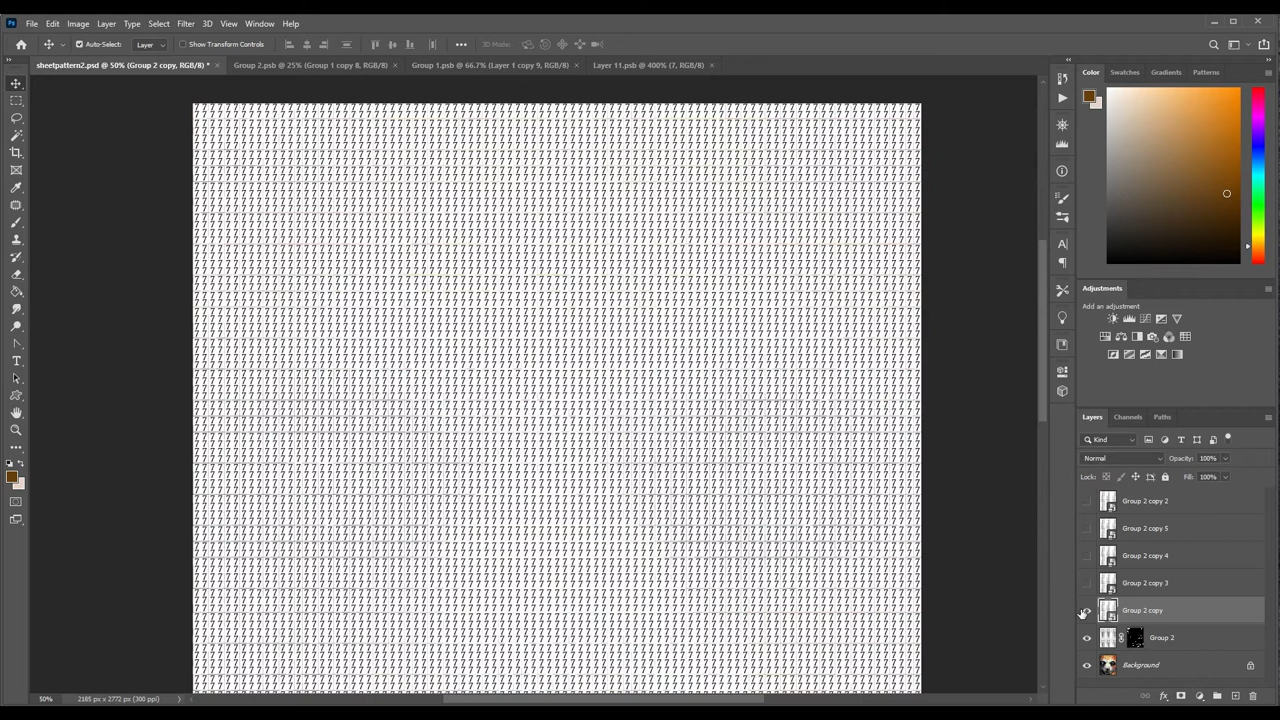 File Edit Image Layer Type Select Filter 3D View Window Help
Auto-Select: Layer Show Transform Controls 3D Mode:
sheetpattern2.psd @ 50% (Group 2 copy, RGB/8) * × Group 2.psb @ 25% (Group 1 copy 8, RGB/8) × Group 1.psb @ 66.7% (Layer 1 copy 9, RGB/8) × Layer 11.psb @ 400% (7, RGB/8) ×
Color Swatches Gradients Patterns
Adjustments
Add an adjustment
Layers Channels Paths
Kind
Normal Opacity: 100%
Lock: Fill: 100%
Group 2 copy 2
Group 2 copy 5
Group 2 copy 4
Group 2 copy 3
Group 2 copy
Group 2
Background
50% 2185 px x 2772 px (300 ppi)